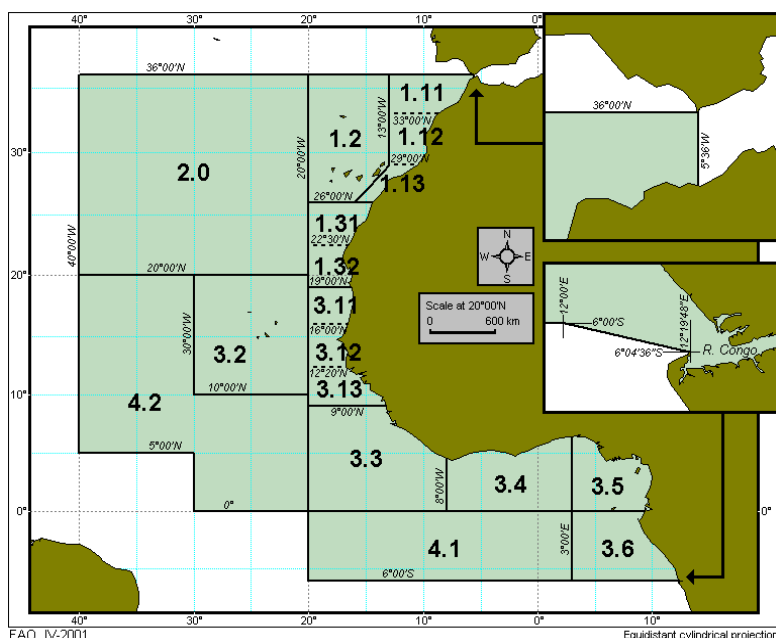 40° 30° 20° 10° 0°
36°00'N
36°00'N
1.11
13°00'W
33°00'N
5°36'W
1.2
1.12
20°00'W
30°
29°00'N
2.0
1.13
26°00'N
1.31
22°30'N
40°00'W
N
W E
S
20° 20°00'N
1.32
20°
19°00'N
12°00'E
12°19'48"E
3.11
Scale at 20°00'N
0 600 km
6°00'S
16°00'N
30°00'W
3.2
3.12
6°04'36"S
R. Congo
12°20'N
10° 10°00'N
3.13
4.2
9°00'N
5°00'N
3.3
8°00'W
3.4
3.5
0° 0° 0°
3°00'E
4.1
3.6
6°00'S
40° 30° 20° 10° 0° 10°
FAO, IV-2001 Equidistant cylindrical projection